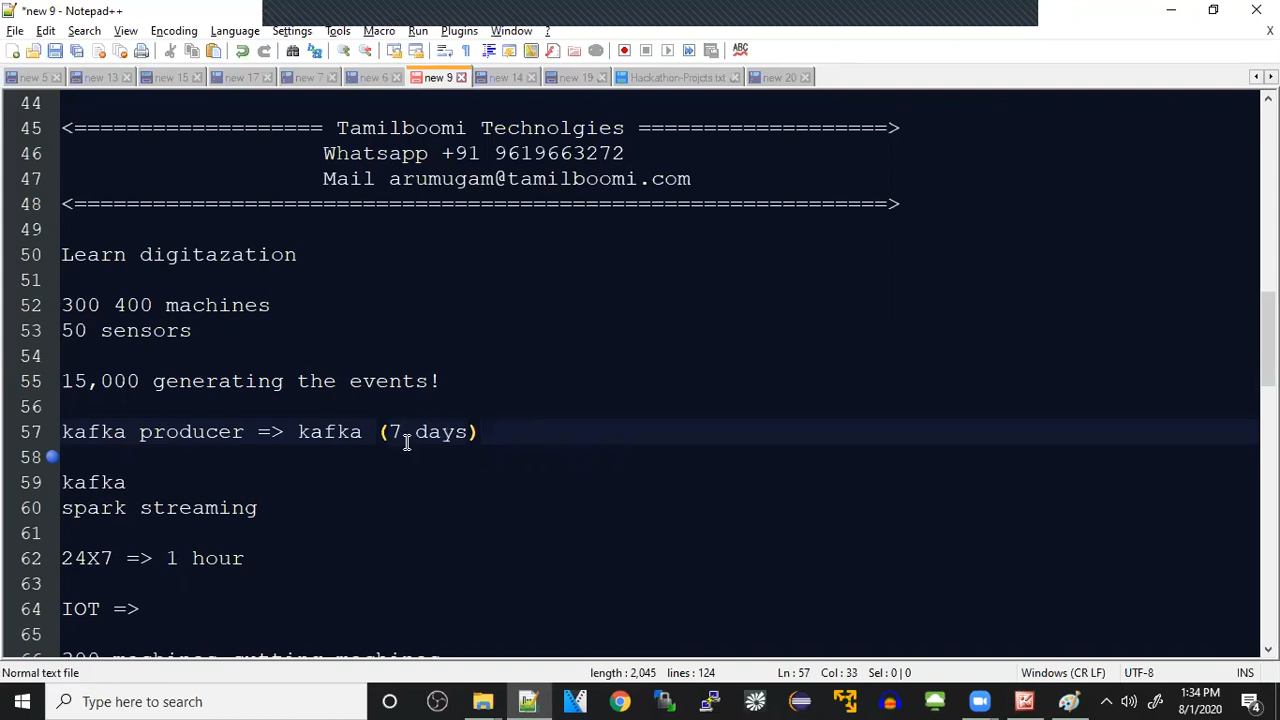 *new 9 - Notepad++
File Edit Search View Encoding Language Settings Tools Macro Run Plugins Window ?
X
new 5 new 13 new 15 new 17 new 7 new 6 new 9 new 14 new 19 Hackathon-Projet.txt new 20
44
45 <=================== Tamilboomi Technolgies ===================>
46 Whatsapp +91 9619663272
47 Mail arumugam@tamilboomi.com
48 <===============================================================>
49
50 Learn digitazation
51
52 300 400 machines
53 50 sensors
54
55 15,000 generating the events!
56
57 kafka producer => kafka (7 days)
58
59 kafka
60 spark streaming
61
62 24X7 => 1 hour
63
64 IOT =>
65
Normal text file length : 2,045 lines : 124 Ln : 57 Col : 33 Sel : 0 | 0 Windows (CR LF) UTF-8 INS
Type here to search
1:34 PM
8/1/2020
4